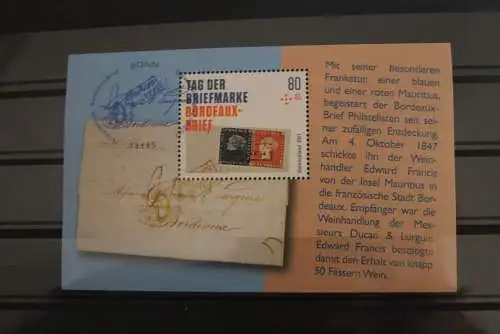 TAG DER
BRIEFMARKE
BORDEAUX-
BRIEF
80
Mit seiner besonderen
Frankatur: einer blauen
und einer roten Mauritius,
begeistert der Bordeaux-
Brief Philatelisten seit sei-
ner zufälligen Entdeckung.
Am 4. Oktober 1847
schickte ihn der Wein-
händler Edward Francis
von der Insel Mauritius in
die französische Stadt Bor-
deaux. Empfänger war die
Weinhandlung der Mes-
sieurs Ducan & Lurguie.
Edward Francis bestätigte
damit den Erhalt von knapp
50 Fässern Wein.
Bordeaux